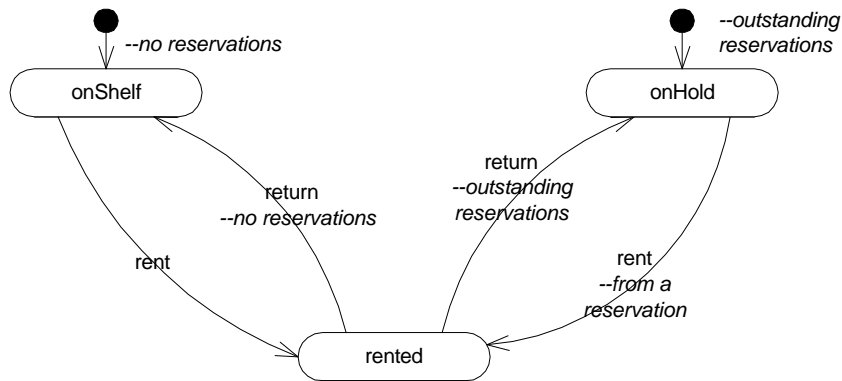 --no reservations
--outstanding
reservations
onShelf
onHold
return
--no reservations
return
--outstanding
reservations
rent
rent
--from a
reservation
rented